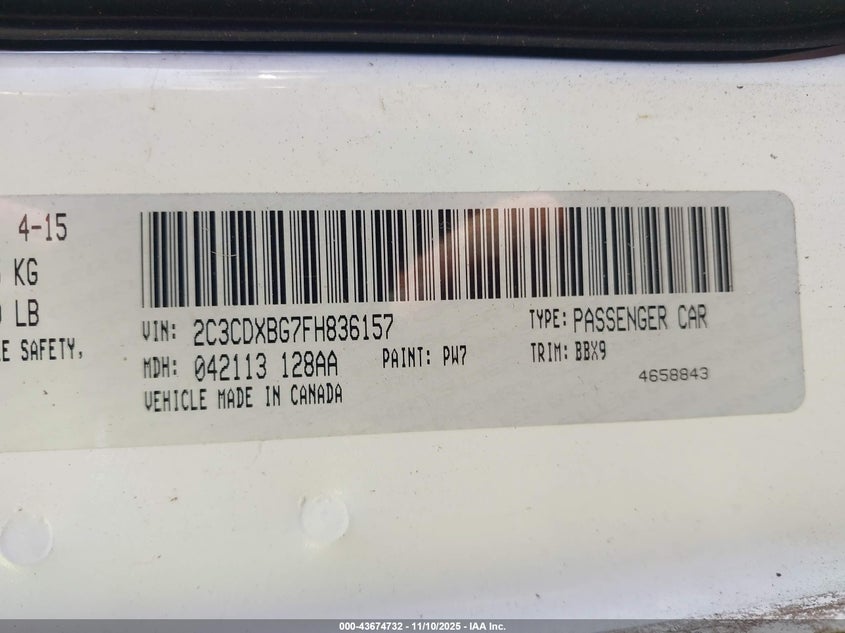 4-15
KG
LB
SAFETY,
VIN: 2C3CDXBG7FH836157
TYPE: PASSENGER CAR
MDH: 042113 128AA
PAINT: PW7
TRIM: BBX9
VEHICLE MADE IN CANADA
4658843
000-43674732 - 11/10/2025 - IAA Inc.